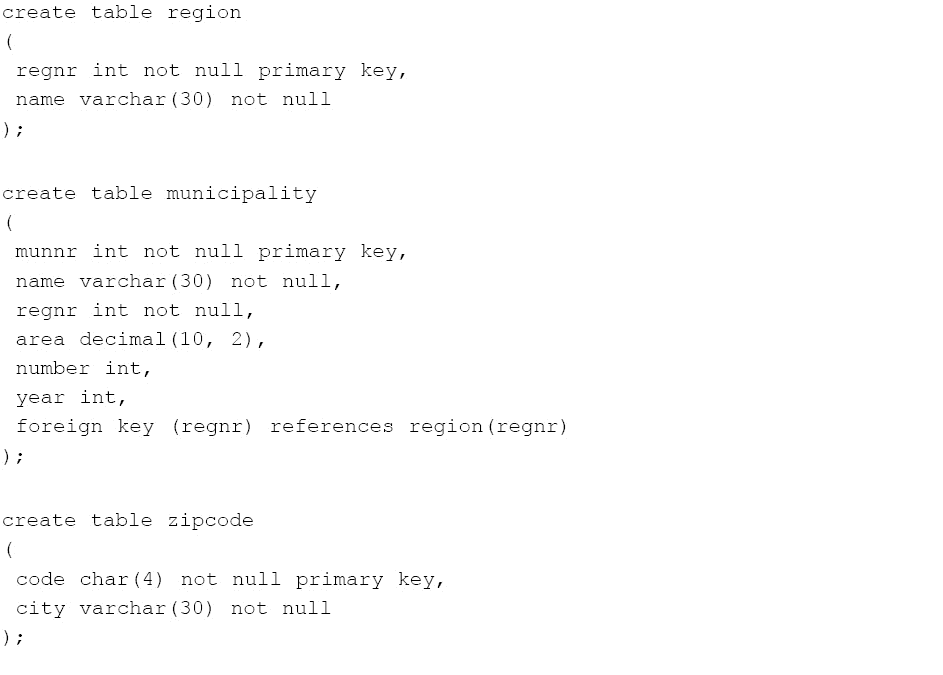 create table region
(
 regnr int not null primary key,
 name varchar(30) not null
);

create table municipality
(
 munnr int not null primary key,
 name varchar(30) not null,
 regnr int not null,
 area decimal(10, 2),
 number int,
 year int,
 foreign key (regnr) references region(regnr)
);

create table zipcode
(
 code char(4) not null primary key,
 city varchar(30) not null
);